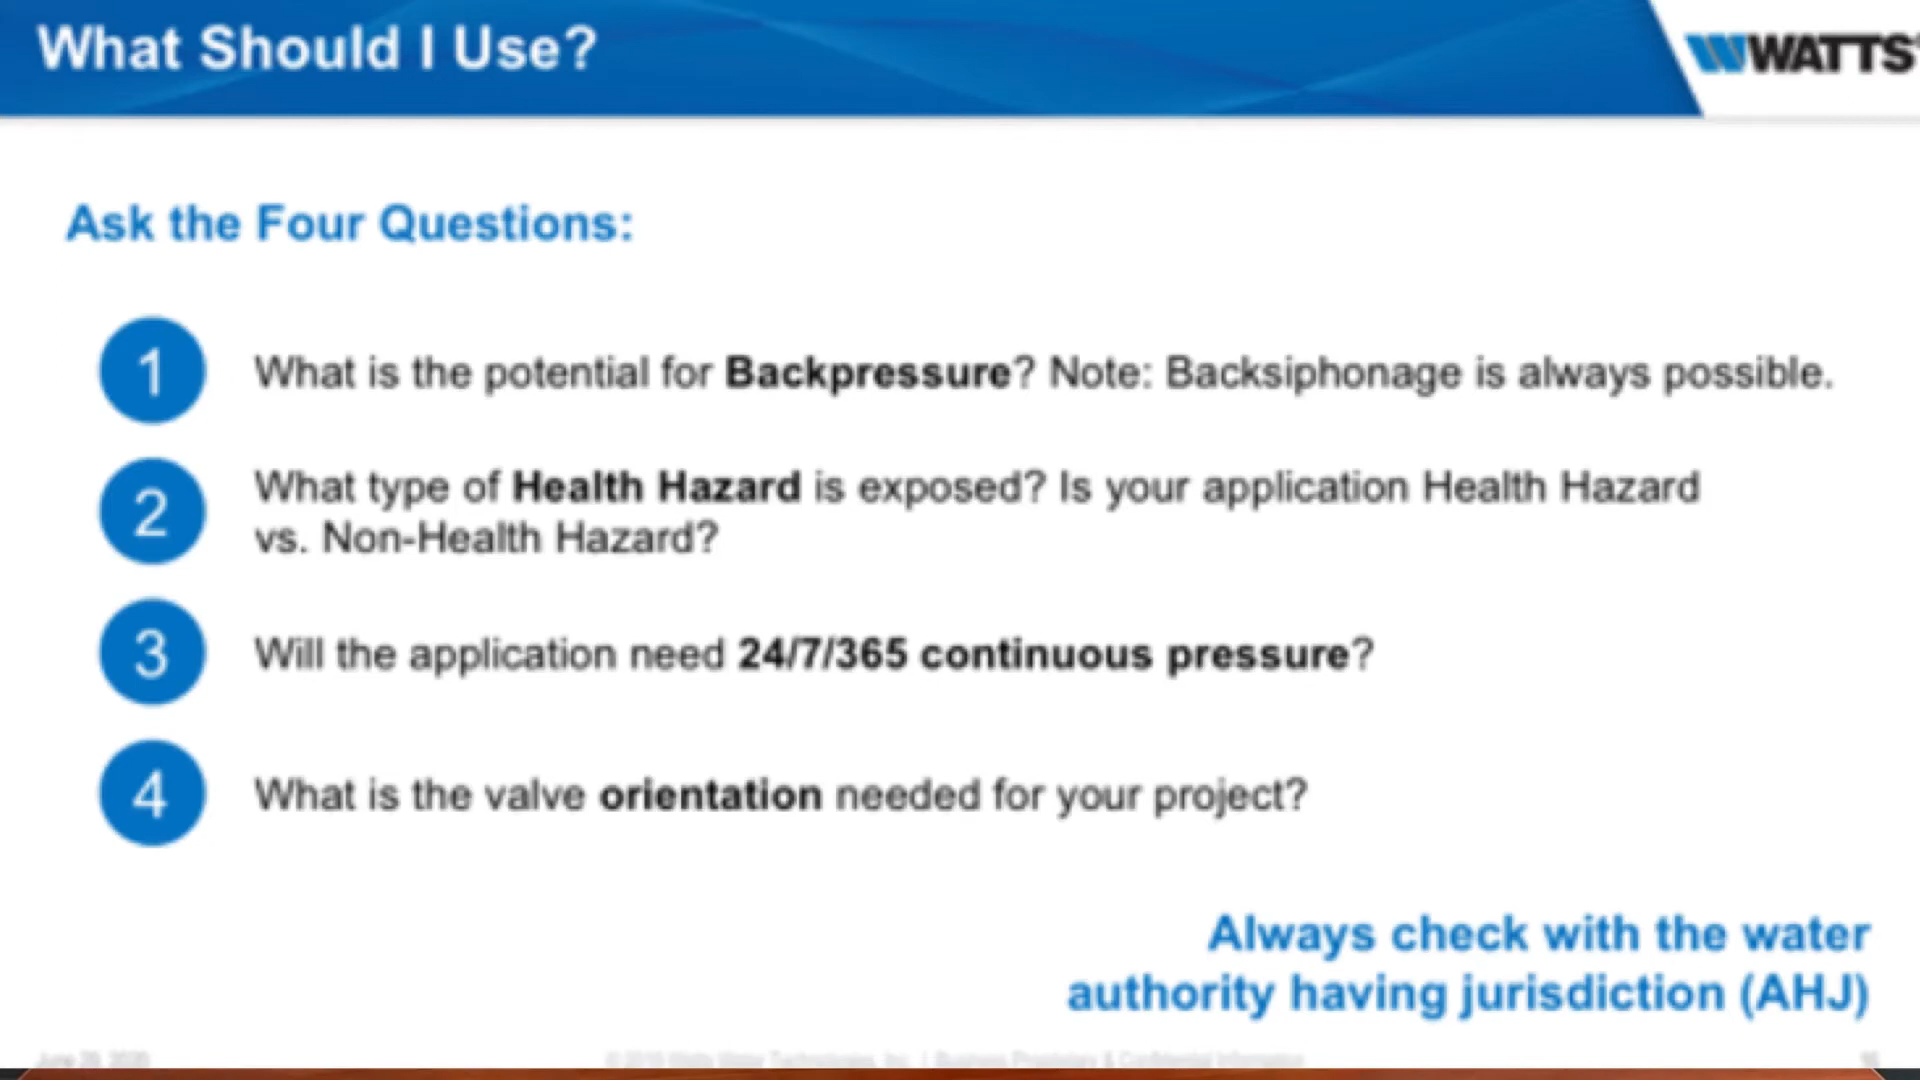 What Should I Use?
WATTS
Ask the Four Questions:
1 What is the potential for Backpressure? Note: Backsiphonage is always possible.
2 What type of Health Hazard is exposed? Is your application Health Hazard
vs. Non-Health Hazard?
3 Will the application need 24/7/365 continuous pressure?
4 What is the valve orientation needed for your project?
Always check with the water
authority having jurisdiction (AHJ)